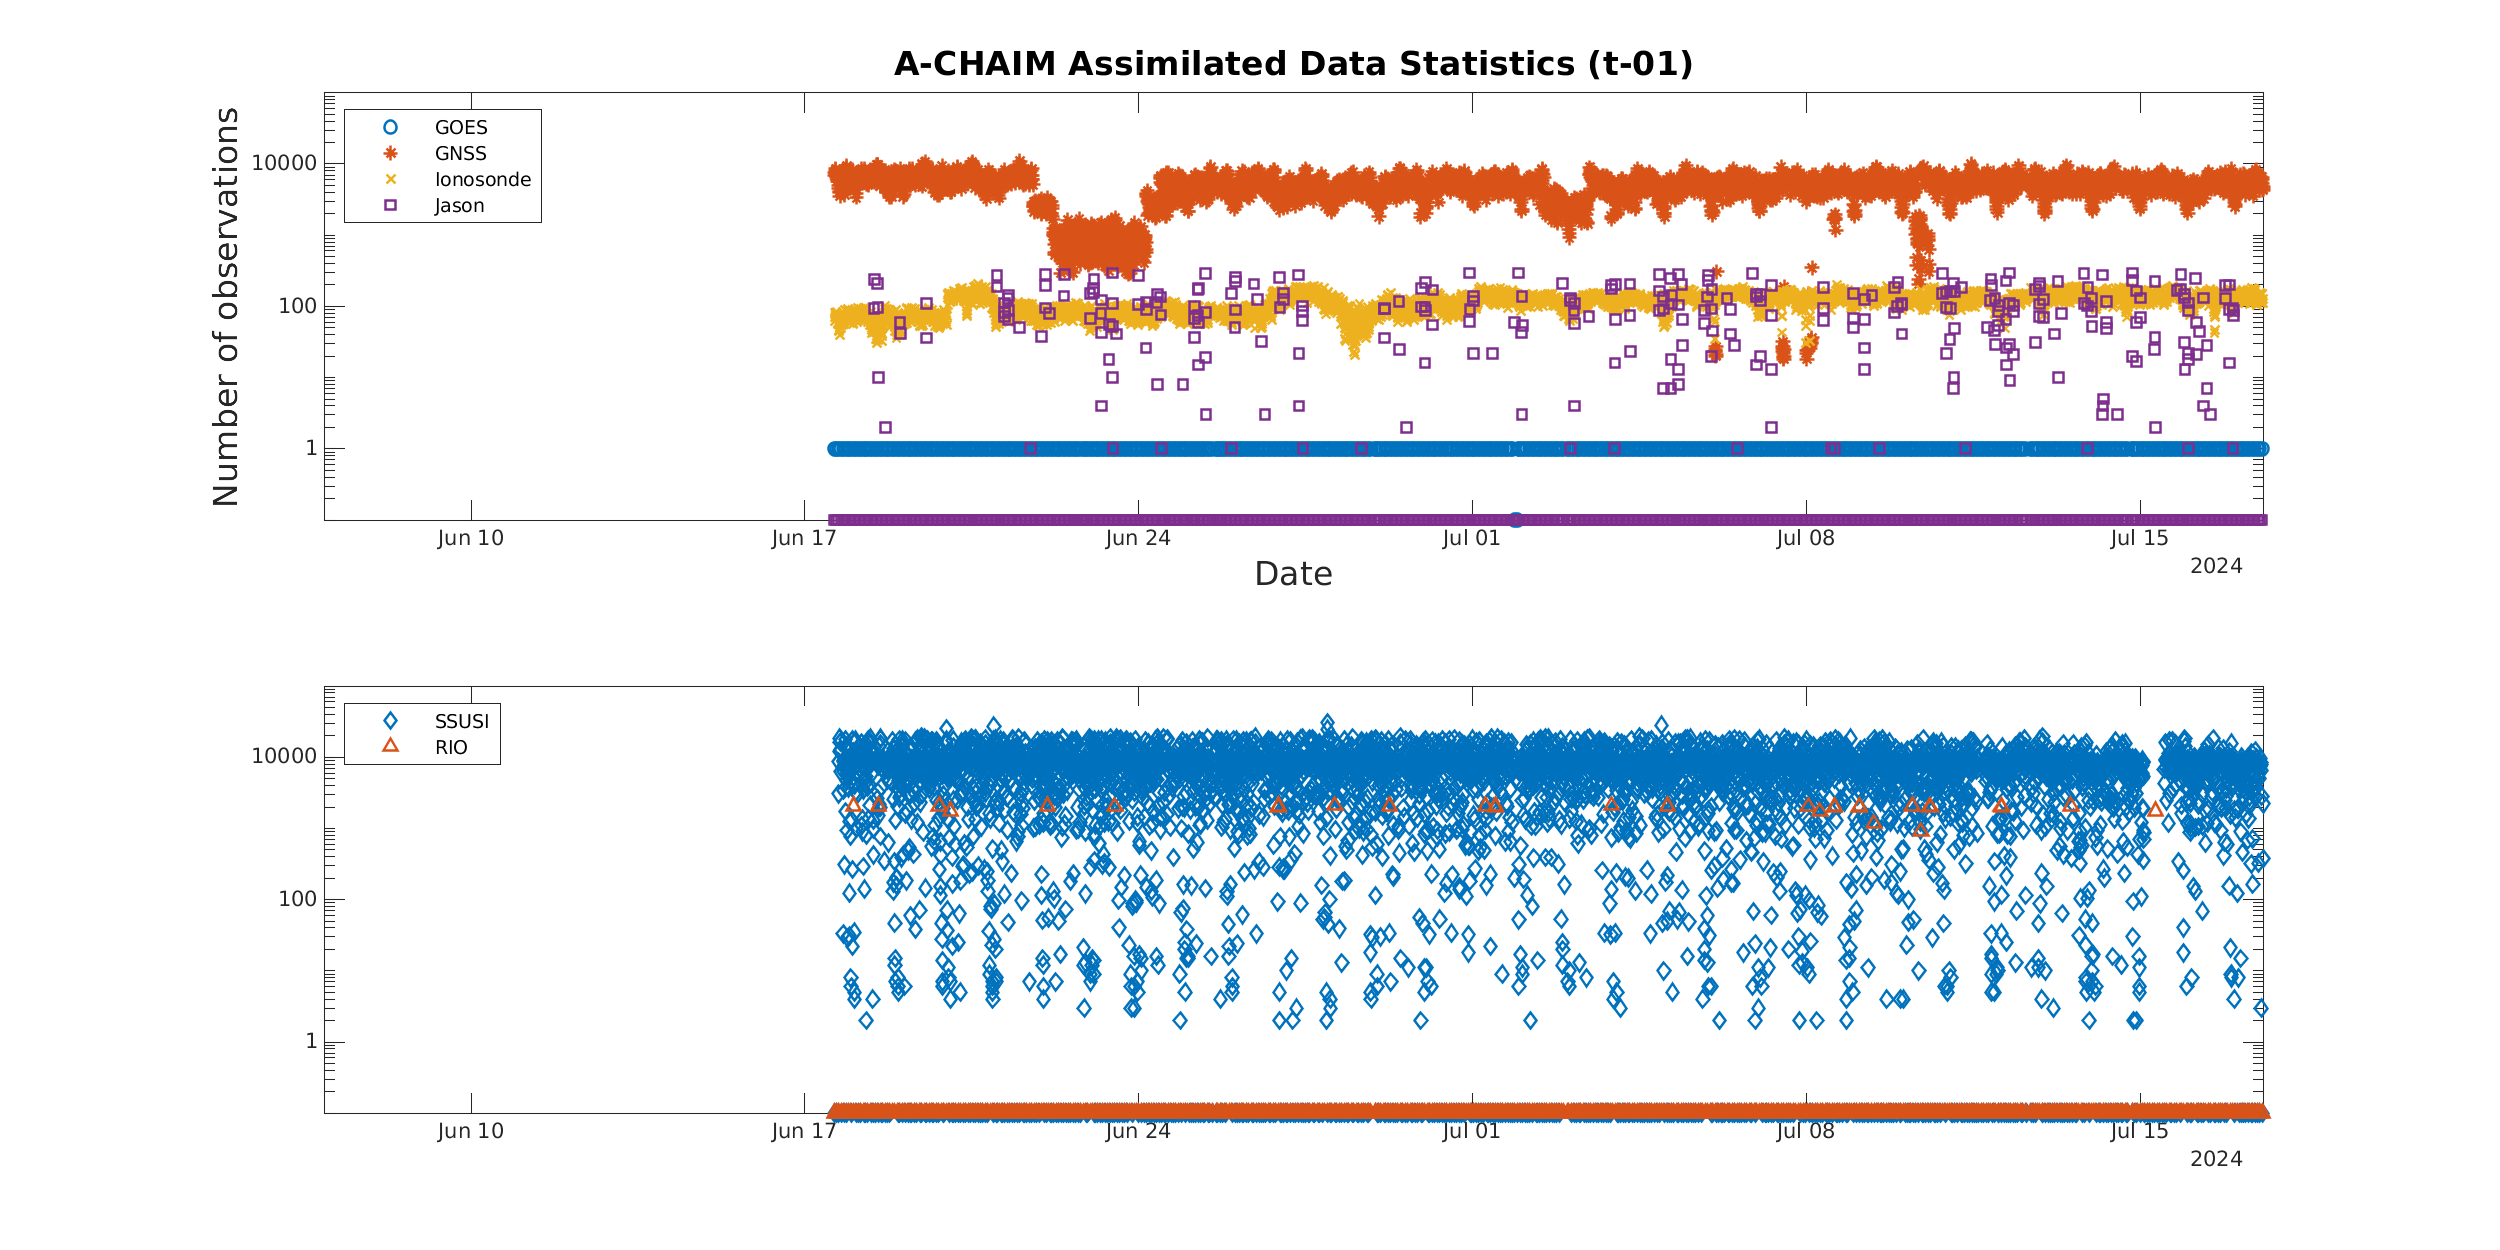 A-CHAIM Assimilated Data Statistics (t-01)
Number of observations
10000
100
1
GOES
GNSS
Ionosonde
Jason
Jun 10
Jun 17
Jun 24
Jul 01
Jul 08
Jul 15
2024
Date
10000
100
1
SSUSI
RIO
Jun 10
Jun 17
Jun 24
Jul 01
Jul 08
Jul 15
2024